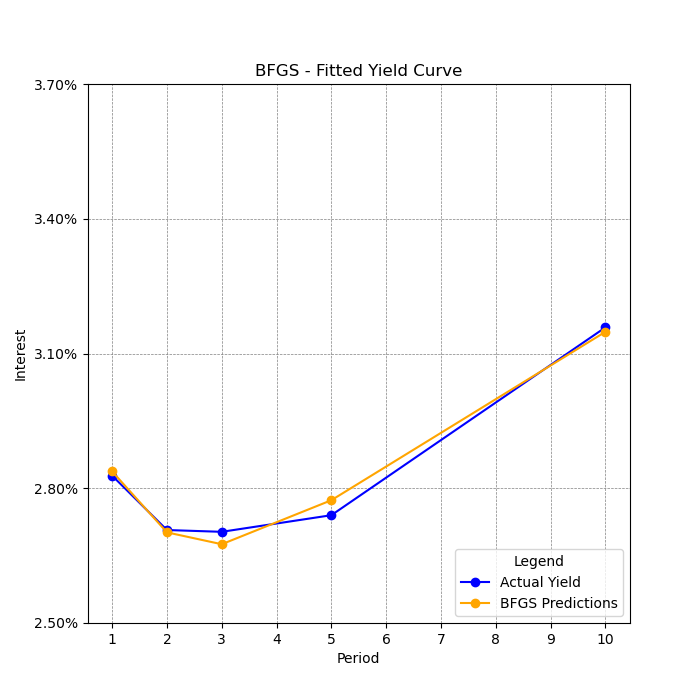 BFGS - Fitted Yield Curve
3.70%
3.40%
3.10%
2.80%
2.50%
Interest
1 2 3 4 5 6 7 8 9 10
Period
Legend
Actual Yield
BFGS Predictions